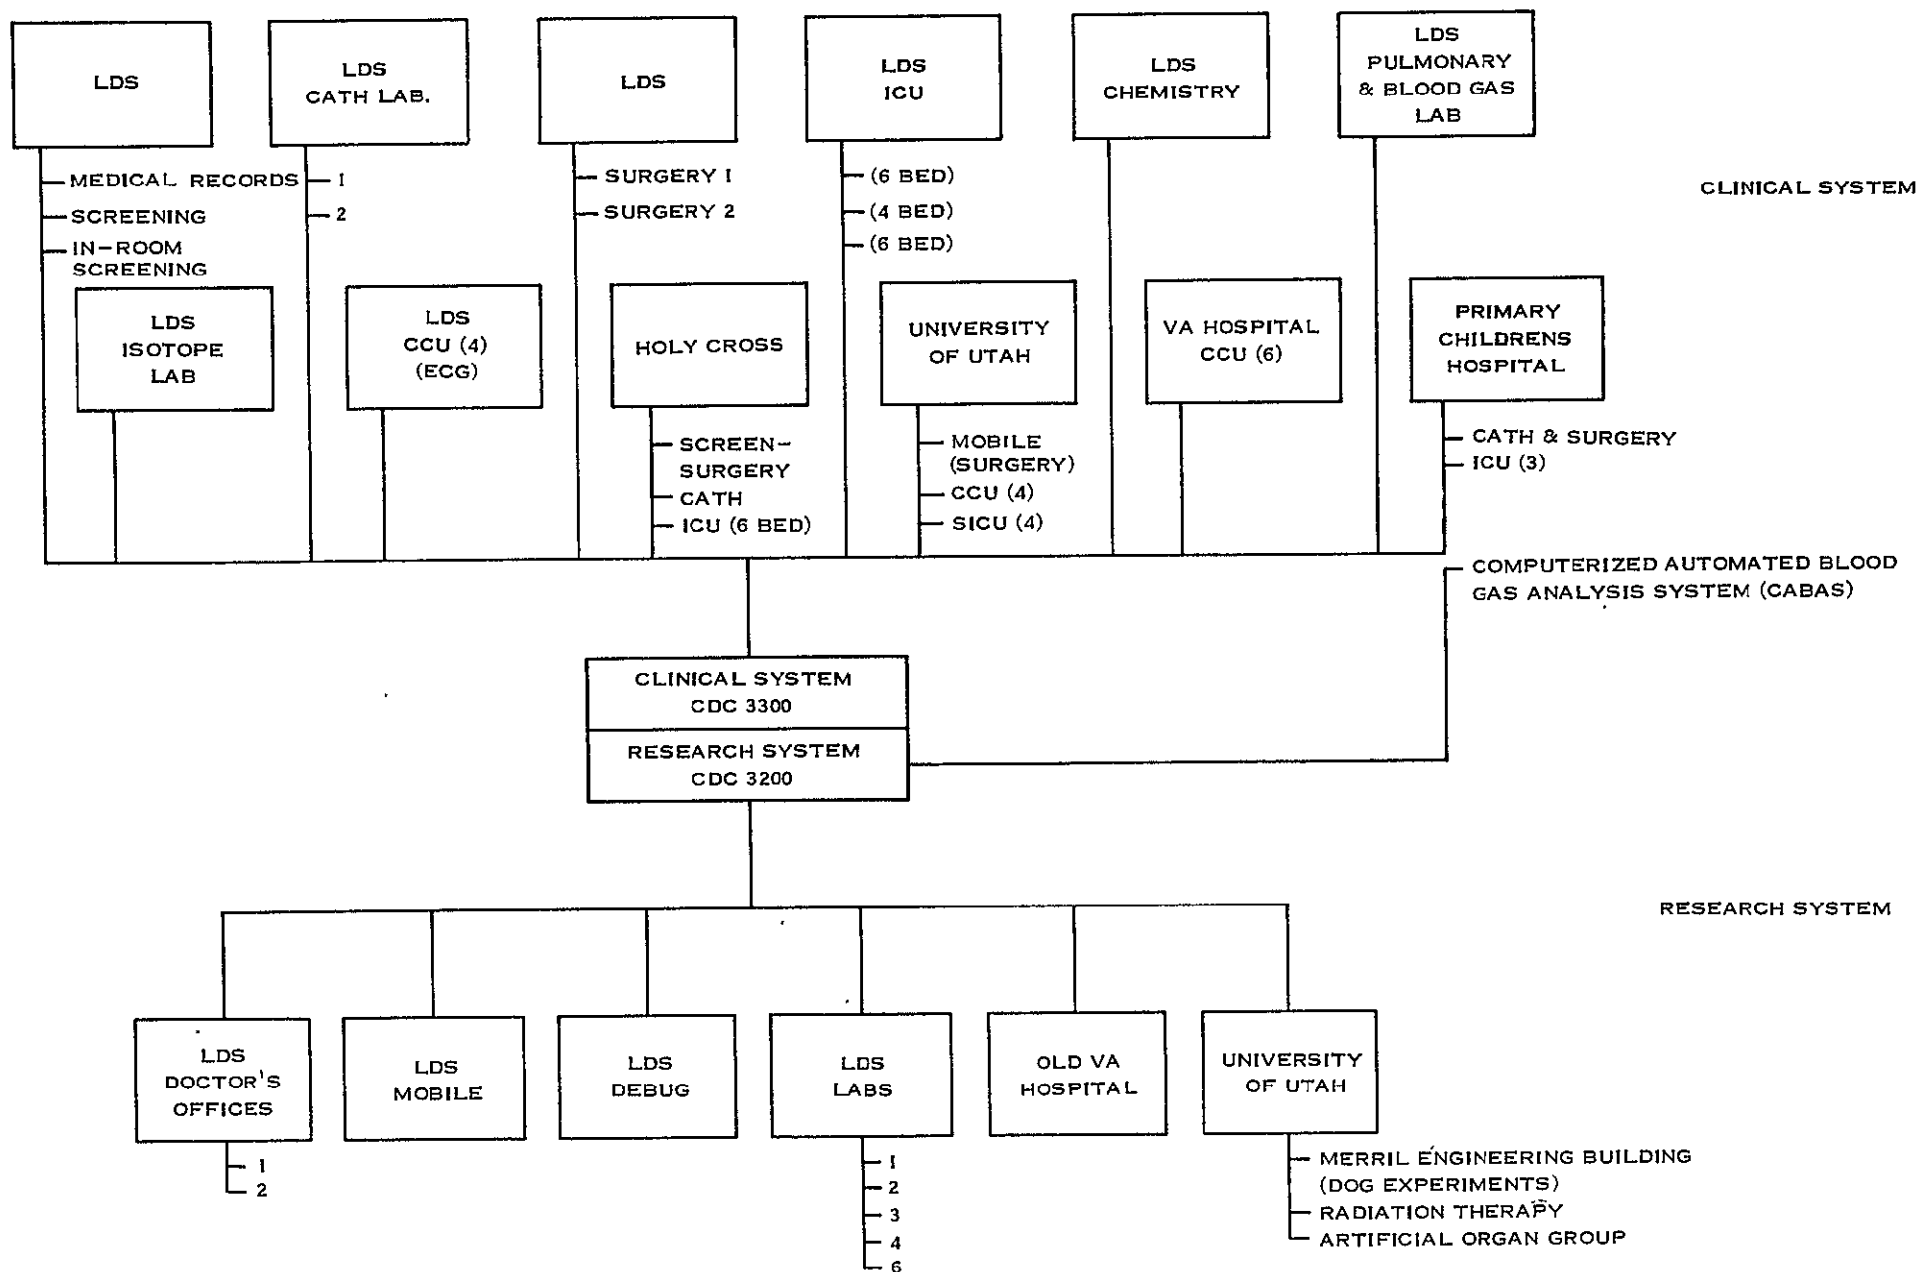 LDS
LDS
CATH LAB.
LDS
LDS
ICU
LDS
CHEMISTRY
LDS
PULMONARY
& BLOOD GAS
LAB
MEDICAL RECORDS
SCREENING
IN-ROOM
SCREENING
1
2
SURGERY 1
SURGERY 2
(6 BED)
(4 BED)
(6 BED)
CLINICAL SYSTEM
LDS
ISOTOPE
LAB
LDS
CCU (4)
(ECG)
HOLY CROSS
UNIVERSITY
OF UTAH
VA HOSPITAL
CCU (6)
PRIMARY
CHILDRENS
HOSPITAL
SCREEN-
SURGERY
CATH
ICU (6 BED)
MOBILE
(SURGERY)
CCU (4)
SICU (4)
CATH & SURGERY
ICU (3)
COMPUTERIZED AUTOMATED BLOOD
GAS ANALYSIS SYSTEM (CABAS)
CLINICAL SYSTEM
CDC 3300
RESEARCH SYSTEM
CDC 3200
RESEARCH SYSTEM
LDS
DOCTOR'S
OFFICES
LDS
MOBILE
LDS
DEBUG
LDS
LABS
OLD VA
HOSPITAL
UNIVERSITY
OF UTAH
1
2
1
2
3
4
6
MERRIL ENGINEERING BUILDING
(DOG EXPERIMENTS)
RADIATION THERAPY
ARTIFICIAL ORGAN GROUP